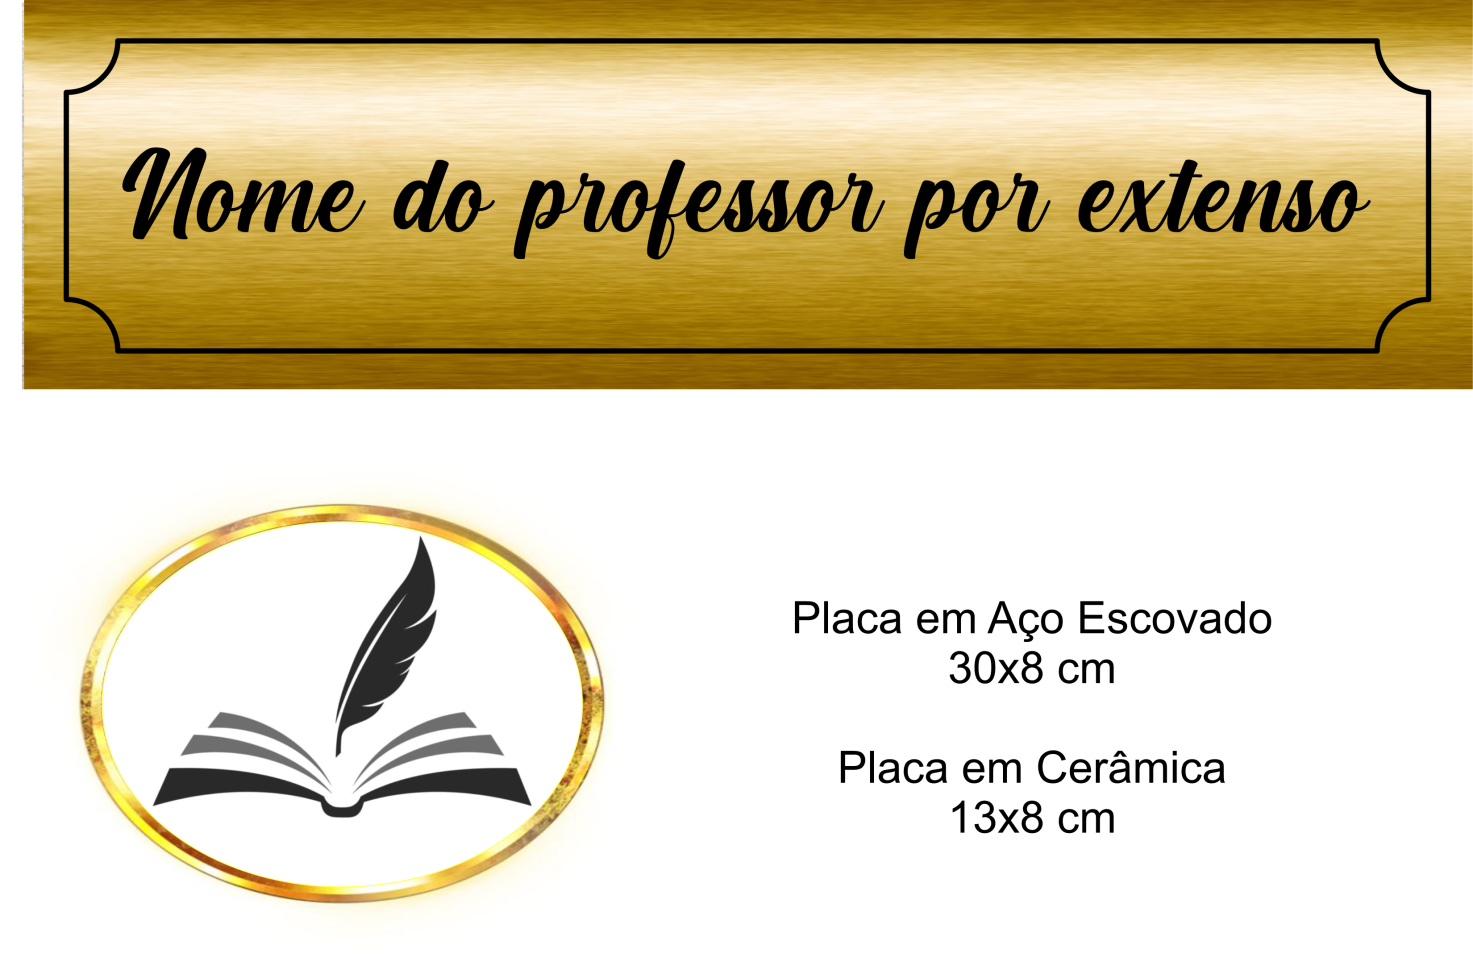 Nome do professor por extenso
Placa em Aço Escovado
30x8 cm
Placa em Cerâmica
13x8 cm